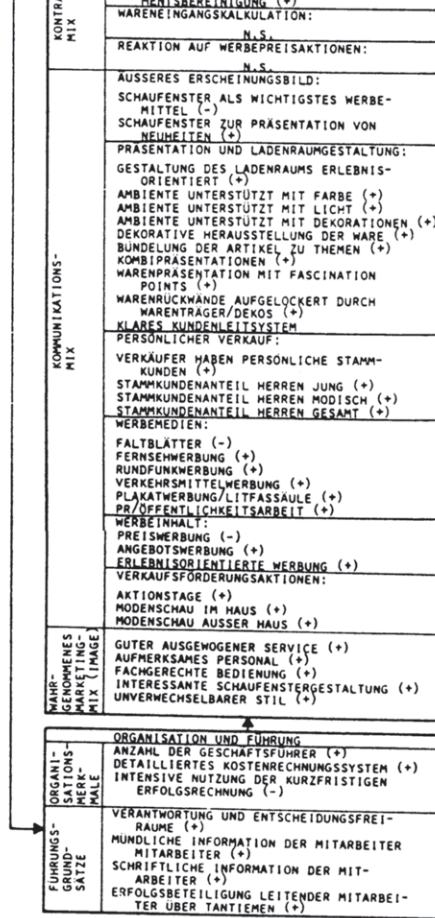 KONTRA
MIX
MENTSBEREINIGUNG (+)
WARENEINGANGSKALKULATION:
N.S.
REAKTION AUF WERBEPREISAKTIONEN:
N.S.
KOMMUNIKATIONS-
MIX
ÄUSSERES ERSCHEINUNGSBILD:
SCHAUFENSTER ALS WICHTIGSTES WERBE-
MITTEL (-)
SCHAUFENSTER ZUR PRÄSENTATION VON
NEUHEITEN (+)
PRÄSENTATION UND LADENRAUMGESTALTUNG:
GESTALTUNG DES LADENRAUMS ERLEBNIS-
ORIENTIERT (+)
AMBIENTE UNTERSTÜTZT MIT FARBE (+)
AMBIENTE UNTERSTÜTZT MIT LICHT (+)
AMBIENTE UNTERSTÜTZT MIT DEKORATIONEN (+)
DEKORATIVE HERAUSSTELLUNG DER WARE (+)
BÜNDELUNG DER ARTIKEL ZU THEMEN (+)
KOMBIPRÄSENTATIONEN (+)
WARENPRÄSENTATION MIT FASCINATION
POINTS (+)
WARENRÜCKWÄNDE AUFGELOCKERT DURCH
WARENTRÄGER/DEKOS (+)
KLARES KUNDENLEITSYSTEM
PERSÖNLICHER VERKAUF:
VERKÄUFER HABEN PERSÖNLICHE STAMM-
KUNDEN (+)
STAMMKUNDENANTEIL HERREN JUNG (+)
STAMMKUNDENANTEIL HERREN MODISCH (+)
STAMMKUNDENANTEIL HERREN GESAMT (+)
WERBEMEDIEN:
FALTBLÄTTER (-)
FERNSEHWERBUNG (+)
RUNDFUNKWERBUNG (+)
VERKEHRSMITTELWERBUNG (+)
PLAKATWERBUNG/LITFASSÄULE (+)
PR/ÖFFENTLICHKEITSARBEIT (+)
WERBEINHALT:
PREISWERBUNG (-)
ANGEBOTSWERBUNG (+)
ERLEBNISORIENTIERTE WERBUNG (+)
VERKAUFSFÖRDERUNGSAKTIONEN:
AKTIONSTAGE (+)
MODENSCHAU IM HAUS (+)
MODENSCHAU AUSSER HAUS (+)
WAHR-
GENOMMENES
MARKETING-
MIX (IMAGE)
GUTER AUSGEWOGENER SERVICE (+)
AUFMERKSAMES PERSONAL (+)
FACHGERECHTE BEDIENUNG (+)
INTERESSANTE SCHAUFENSTERGESTALTUNG (+)
UNVERWECHSELBARER STIL (+)
ORGANISATION UND FÜHRUNG
ORGANI-
SATIONS-
MERK-
MALE
ANZAHL DER GESCHÄFTSFÜHRER (+)
DETAILLIERTES KOSTENRECHNUNGSSYSTEM (+)
INTENSIVE NUTZUNG DER KURZFRISTIGEN
ERFOLGSRECHNUNG (-)
FÜHRUNGS-
GRUND-
SÄTZE
VERANTWORTUNG UND ENTSCHEIDUNGSFREI-
RÄUME (+)
MÜNDLICHE INFORMATION DER MITARBEITER
MITARBEITER (+)
SCHRIFTLICHE INFORMATION DER MIT-
ARBEITER (+)
ERFOLGSBETEILIGUNG LEITENDER MITARBEI-
TER ÜBER TANTIEMEN (+)